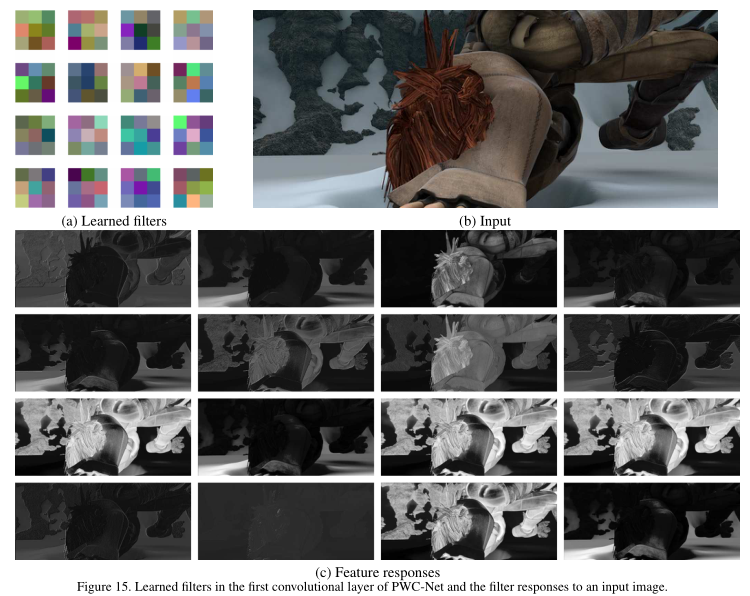 (a) Learned filters
(b) Input
(c) Feature responses
Figure 15. Learned filters in the first convolutional layer of PWC-Net and the filter responses to an input image.